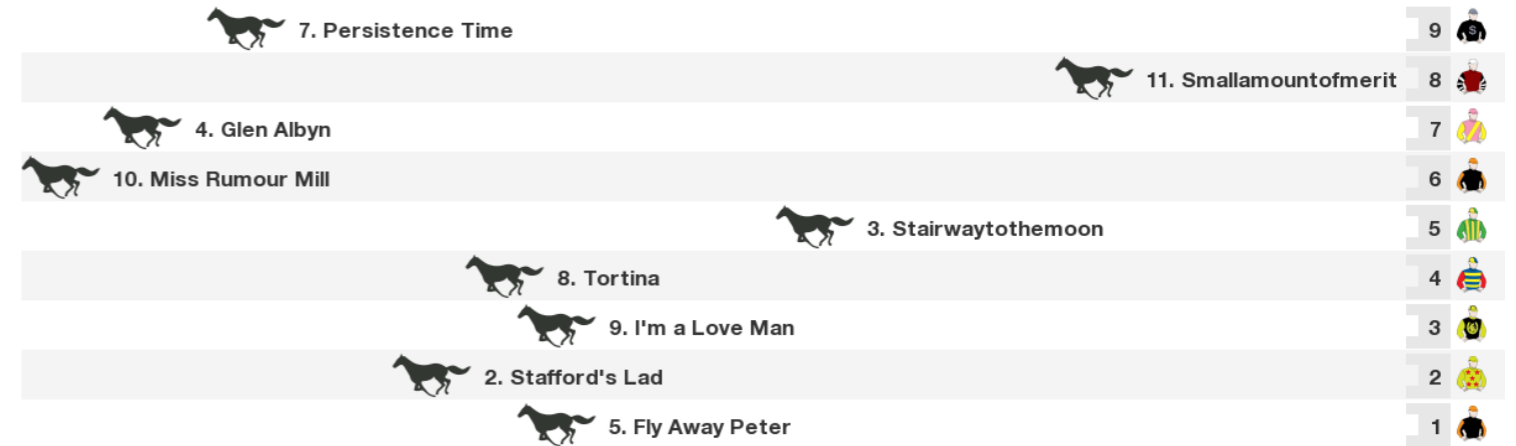 7. Persistence Time 9
11. Smallamountofmerit 8
4. Glen Albyn 7
10. Miss Rumour Mill 6
3. Stairwaytothemoon 5
8. Tortina 4
9. I'm a Love Man 3
2. Stafford's Lad 2
5. Fly Away Peter 1